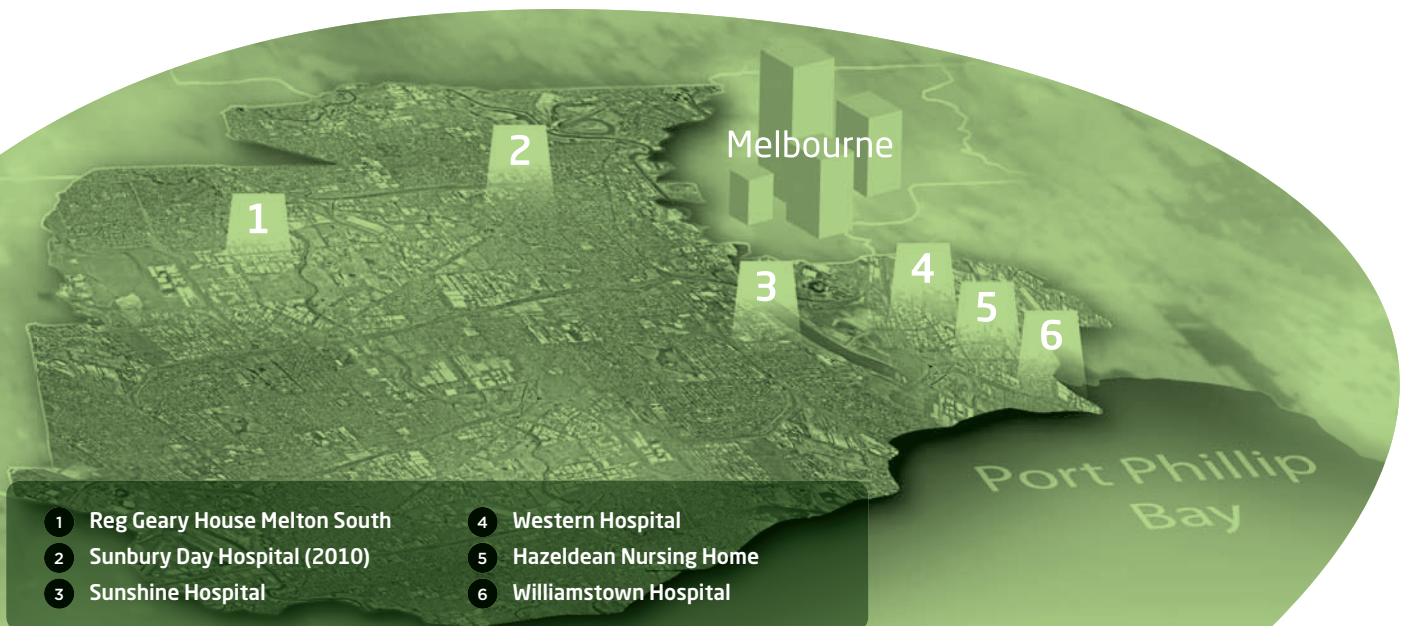 Melbourne
1
2
3
4
5
6
Port Phillip
Bay
1 Reg Geary House Melton South
2 Sunbury Day Hospital (2010)
3 Sunshine Hospital
4 Western Hospital
5 Hazeldean Nursing Home
6 Williamstown Hospital